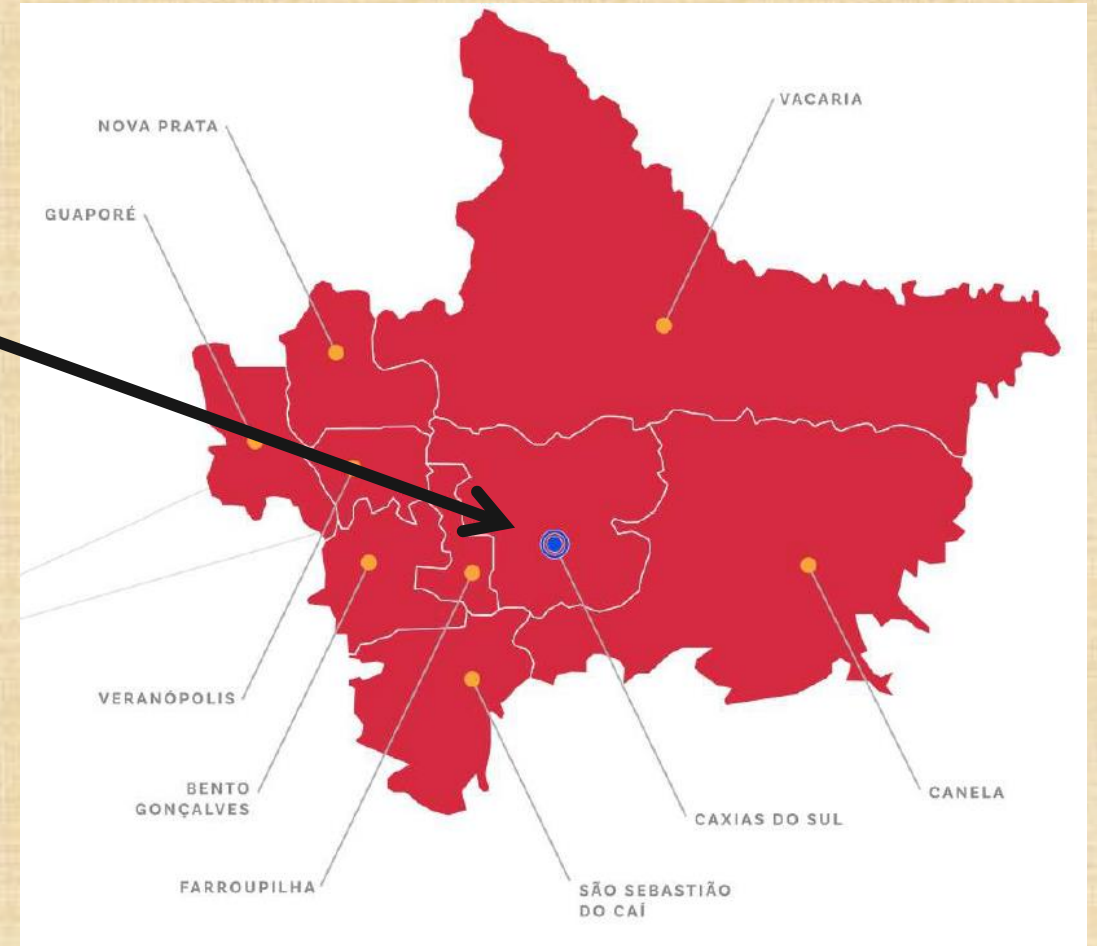 VACARIA
NOVA PRATA
GUAPORÉ
VERANÓPOLIS
BENTO
GONÇALVES
CANELA
CAXIAS DO SUL
FARROUPILHA
SÃO SEBASTIÃO
DO CAÍ